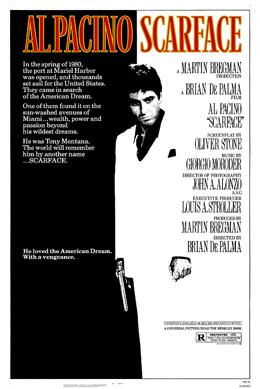 AL PACINO SCARFACE
In the spring of 1980,
the port at Mariel Harbor
was opened, and thousands
set sail for the United States.
They came in search
of the American Dream.
One of them found it on the
sun-washed avenues of
Miami...wealth, power and
passion beyond
his wildest dreams.
He was Tony Montana.
The world will remember
him by another name
...SCARFACE.
He loved the American Dream.
With a vengeance.
A MARTIN BREGMAN
PRODUCTION
A BRIAN DE PALMA
FILM
AL PACINO
"SCARFACE"
SCREENPLAY BY
OLIVER STONE
MUSIC BY
GIORGIO MORODER
DIRECTOR OF PHOTOGRAPHY
JOHN A. ALONZO
A.S.C.
EXECUTIVE PRODUCER
LOUIS A. STROLLER
PRODUCED BY
MARTIN BREGMAN
DIRECTED BY
BRIAN DE PALMA
A UNIVERSAL PICTURE READ THE BERKLEY BOOK
R RESTRICTED